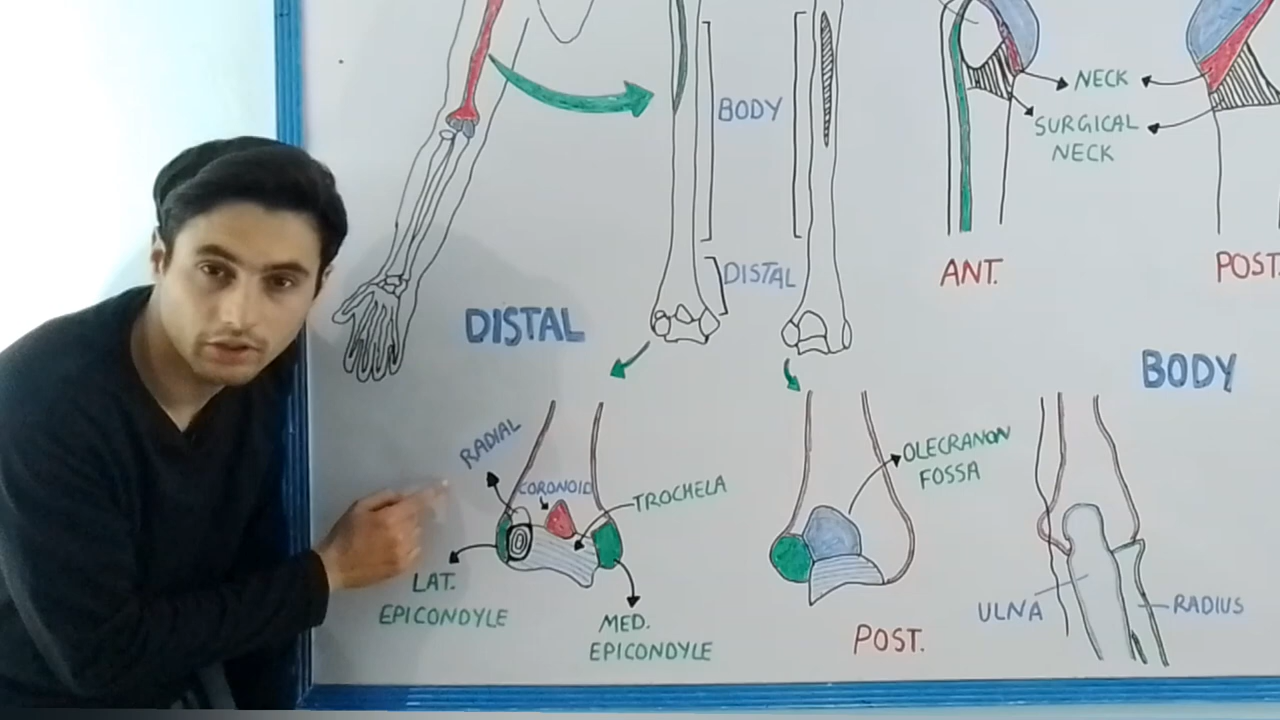 NECK
BODY
SURGICAL
NECK
DISTAL
ANT.
POST.
DISTAL
BODY
RADIAL
CORONOID
TROCHELA
OLECRANON
FOSSA
LAT.
EPICONDYLE
MED.
EPICONDYLE
POST.
ULNA
RADIUS